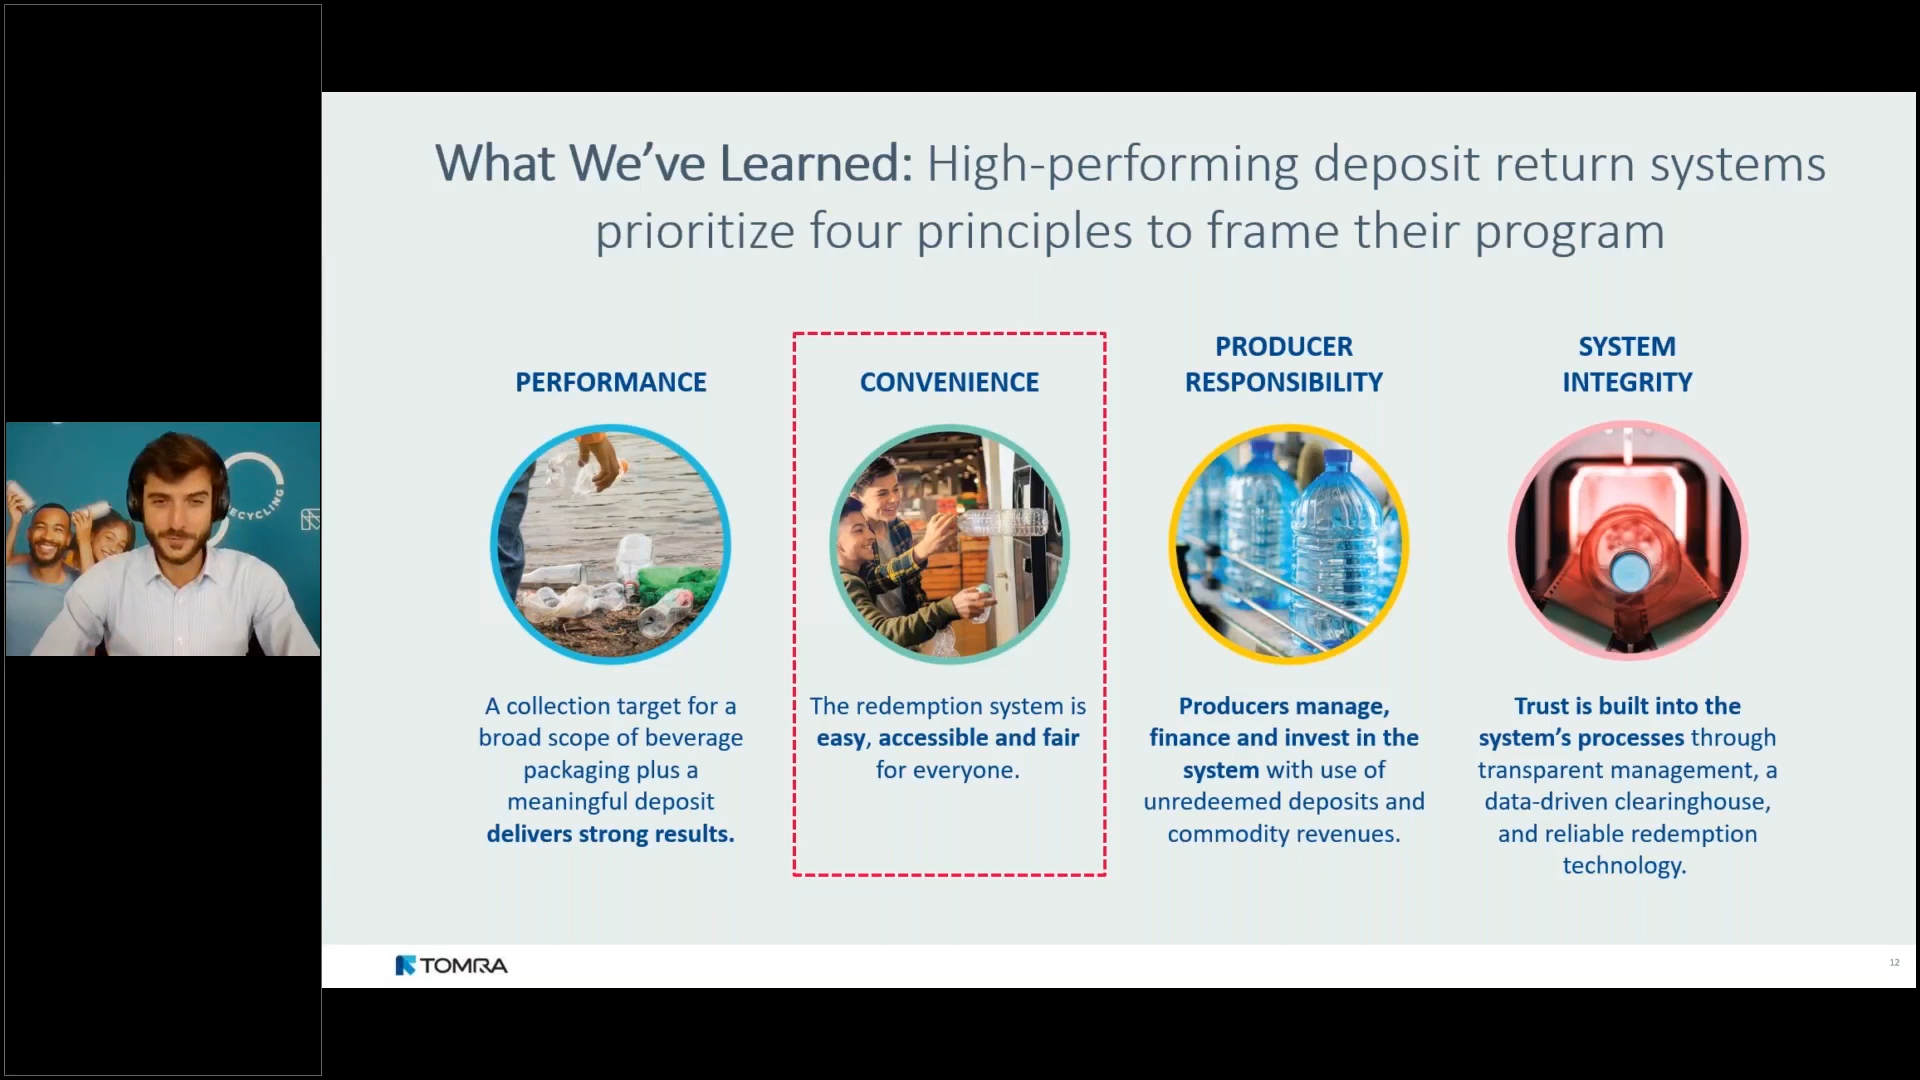 What We've Learned: High-performing deposit return systems
prioritize four principles to frame their program
PERFORMANCE
A collection target for a
broad scope of beverage
packaging plus a
meaningful deposit
delivers strong results.
CONVENIENCE
The redemption system is
easy, accessible and fair
for everyone.
PRODUCER
RESPONSIBILITY
Producers manage,
finance and invest in the
system with use of
unredeemed deposits and
commodity revenues.
SYSTEM
INTEGRITY
Trust is built into the
system's processes through
transparent management, a
data-driven clearinghouse,
and reliable redemption
technology.
TOMRA
12